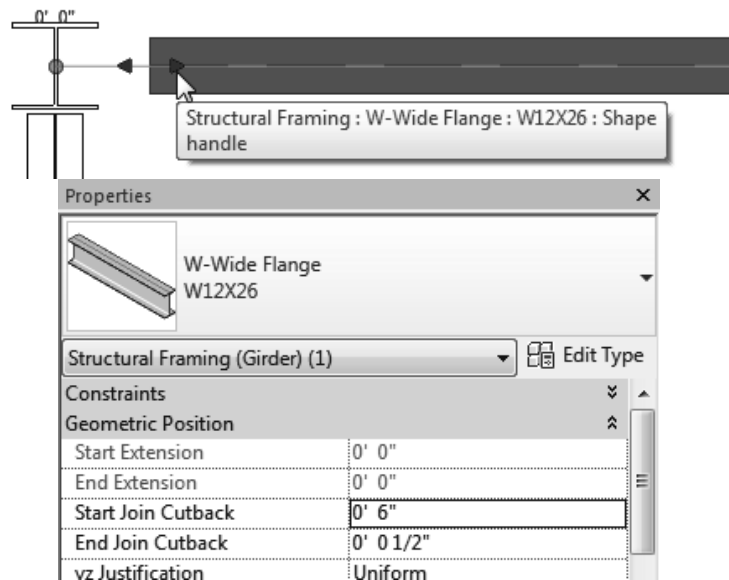 0' 0"
Structural Framing : W-Wide Flange : W12X26 : Shape
handle
Properties
W-Wide Flange
W12X26
Structural Framing (Girder) (1)
Edit Type
Constraints
Geometric Position
Start Extension 0' 0"
End Extension 0' 0"
Start Join Cutback 0' 6"
End Join Cutback 0' 0 1/2"
yz Justification Uniform